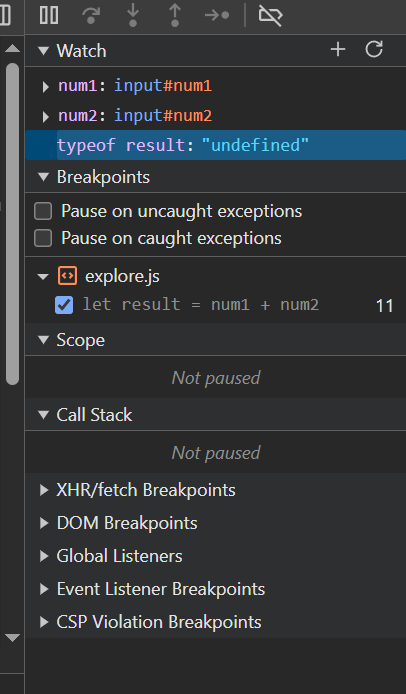 Watch
num1: input#num1
num2: input#num2
typeof result: "undefined"
Breakpoints
Pause on uncaught exceptions
Pause on caught exceptions
explore.js
let result = num1 + num2 11
Scope
Not paused
Call Stack
Not paused
XHR/fetch Breakpoints
DOM Breakpoints
Global Listeners
Event Listener Breakpoints
CSP Violation Breakpoints